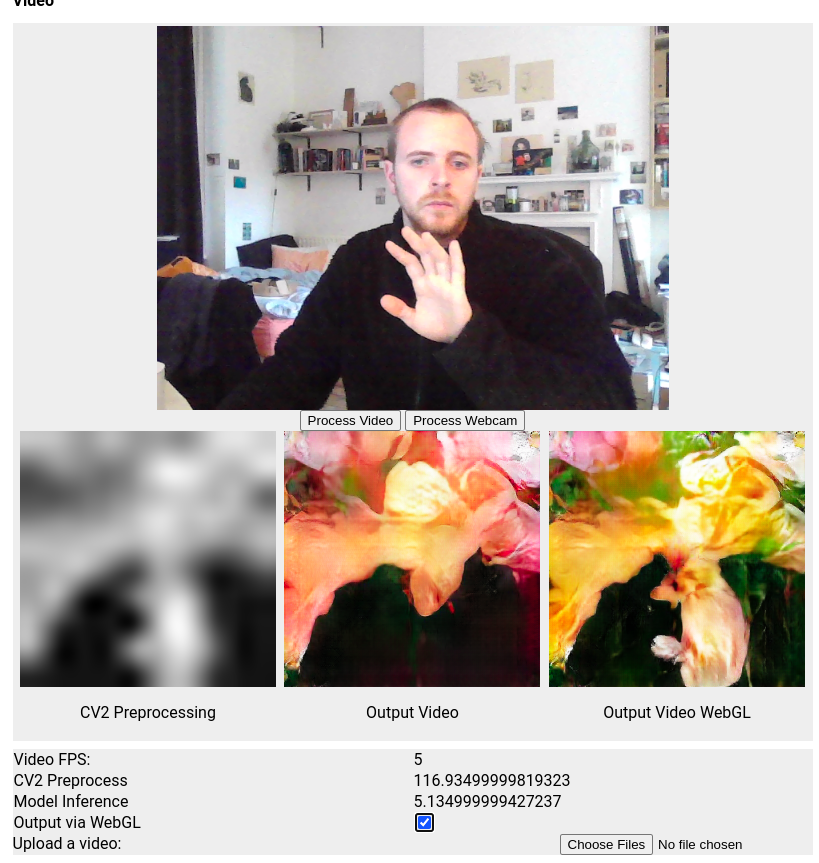 Video
Process Video Process Webcam
CV2 Preprocessing Output Video Output Video WebGL
Video FPS: 5
CV2 Preprocess 116.93499999819323
Model Inference 5.134999999427237
Output via WebGL
Upload a video: Choose Files No file chosen